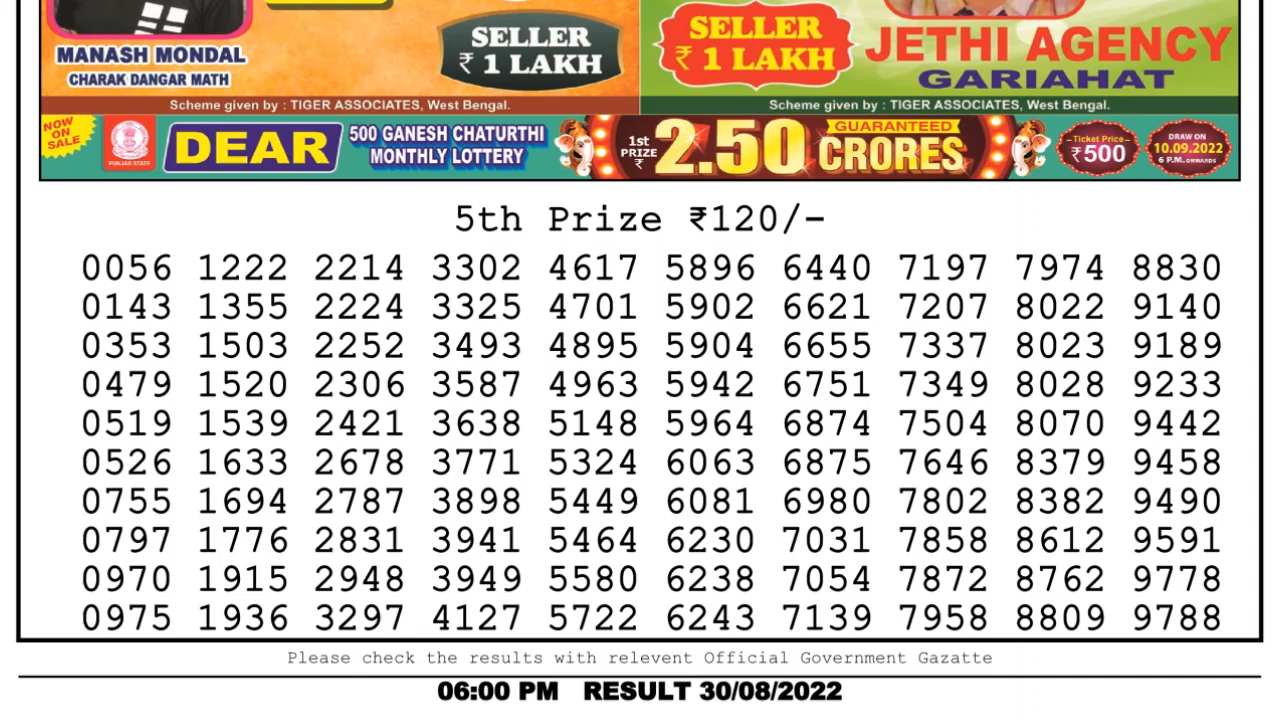 MANASH MONDAL
CHARAK DANGAR MATH
SELLER
₹ 1 LAKH
SELLER
₹ 1 LAKH
JETHI AGENCY
GARIAHAT
Scheme given by : TIGER ASSOCIATES, West Bengal.
Scheme given by : TIGER ASSOCIATES, West Bengal.
NOW
ON
SALE
PUNJAB STATE
DEAR
500 GANESH CHATURTHI
MONTHLY LOTTERY
1st
PRIZE
₹
2.50
GUARANTEED
CRORES
Ticket Price
₹500
DRAW ON
10.09.2022
6 P.M. ONWARDS
5th Prize ₹120/-
0056 1222 2214 3302 4617 5896 6440 7197 7974 8830
0143 1355 2224 3325 4701 5902 6621 7207 8022 9140
0353 1503 2252 3493 4895 5904 6655 7337 8023 9189
0479 1520 2306 3587 4963 5942 6751 7349 8028 9233
0519 1539 2421 3638 5148 5964 6874 7504 8070 9442
0526 1633 2678 3771 5324 6063 6875 7646 8379 9458
0755 1694 2787 3898 5449 6081 6980 7802 8382 9490
0797 1776 2831 3941 5464 6230 7031 7858 8612 9591
0970 1915 2948 3949 5580 6238 7054 7872 8762 9778
0975 1936 3297 4127 5722 6243 7139 7958 8809 9788
Please check the results with relevent Official Government Gazatte
06:00 PM RESULT 30/08/2022